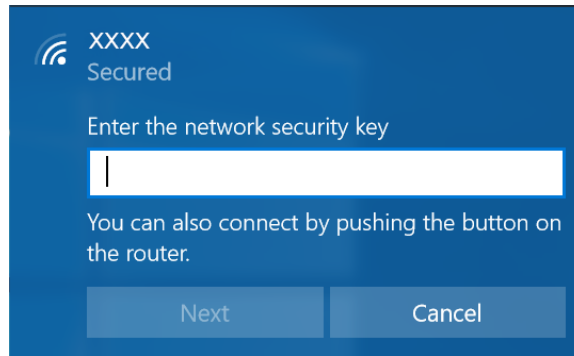 XXXX
Secured
Enter the network security key
You can also connect by pushing the button on
the router.
Next
Cancel